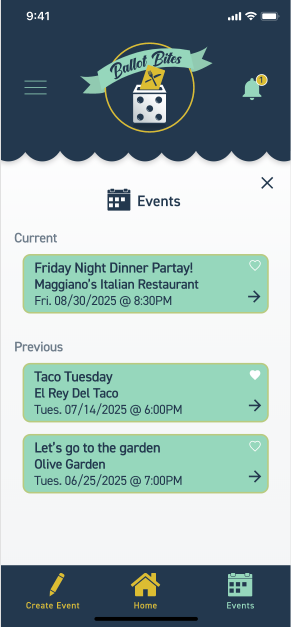 9:41
Ballot Bites
1
Events
Current
Friday Night Dinner Partay!
Maggiano's Italian Restaurant
Fri. 08/30/2025 @ 8:30PM
Previous
Taco Tuesday
El Rey Del Taco
Tues. 07/14/2025 @ 6:00PM
Let's go to the garden
Olive Garden
Tues. 06/25/2025 @ 7:00PM
Create Event
Home
Events